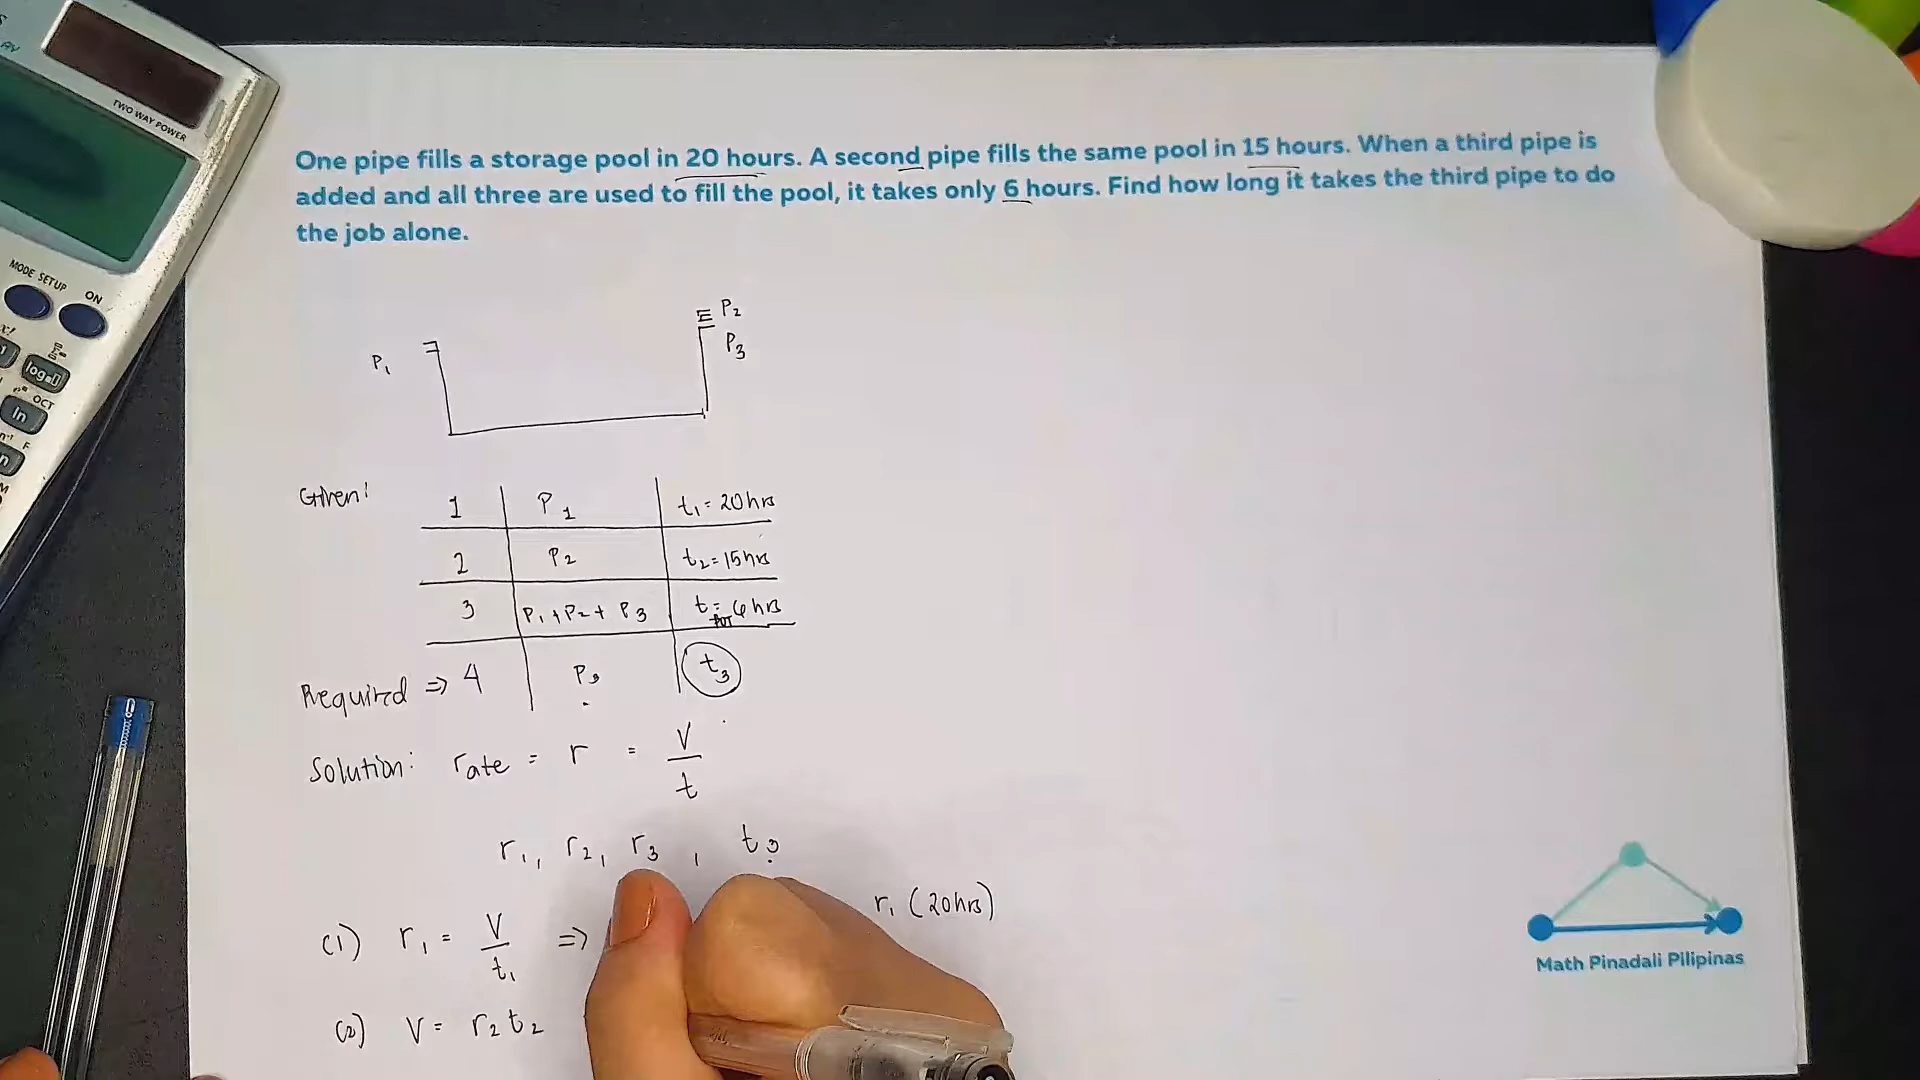 TWO WAY POWER
MODE SETUP ON
x!
log
OCT
ln
F
M
One pipe fills a storage pool in 20 hours. A second pipe fills the same pool in 15 hours. When a third pipe is
added and all three are used to fill the pool, it takes only 6 hours. Find how long it takes the third pipe to do
the job alone.
P₂
P₃
P₁
Given:
1 P₁ t₁ = 20hrs
2 P₂ t₂ = 15hrs
3 P₁ + P₂ + P₃ t = 6hrs
Required ⇒ 4 P₃ t₃
Solution: rate = r = V/t
r₁, r₂, r₃, t₃
r₁ (20hrs)
(1) r₁ = V/t₁ ⇒
(2) V = r₂ t₂
Math Pinadali Pilipinas